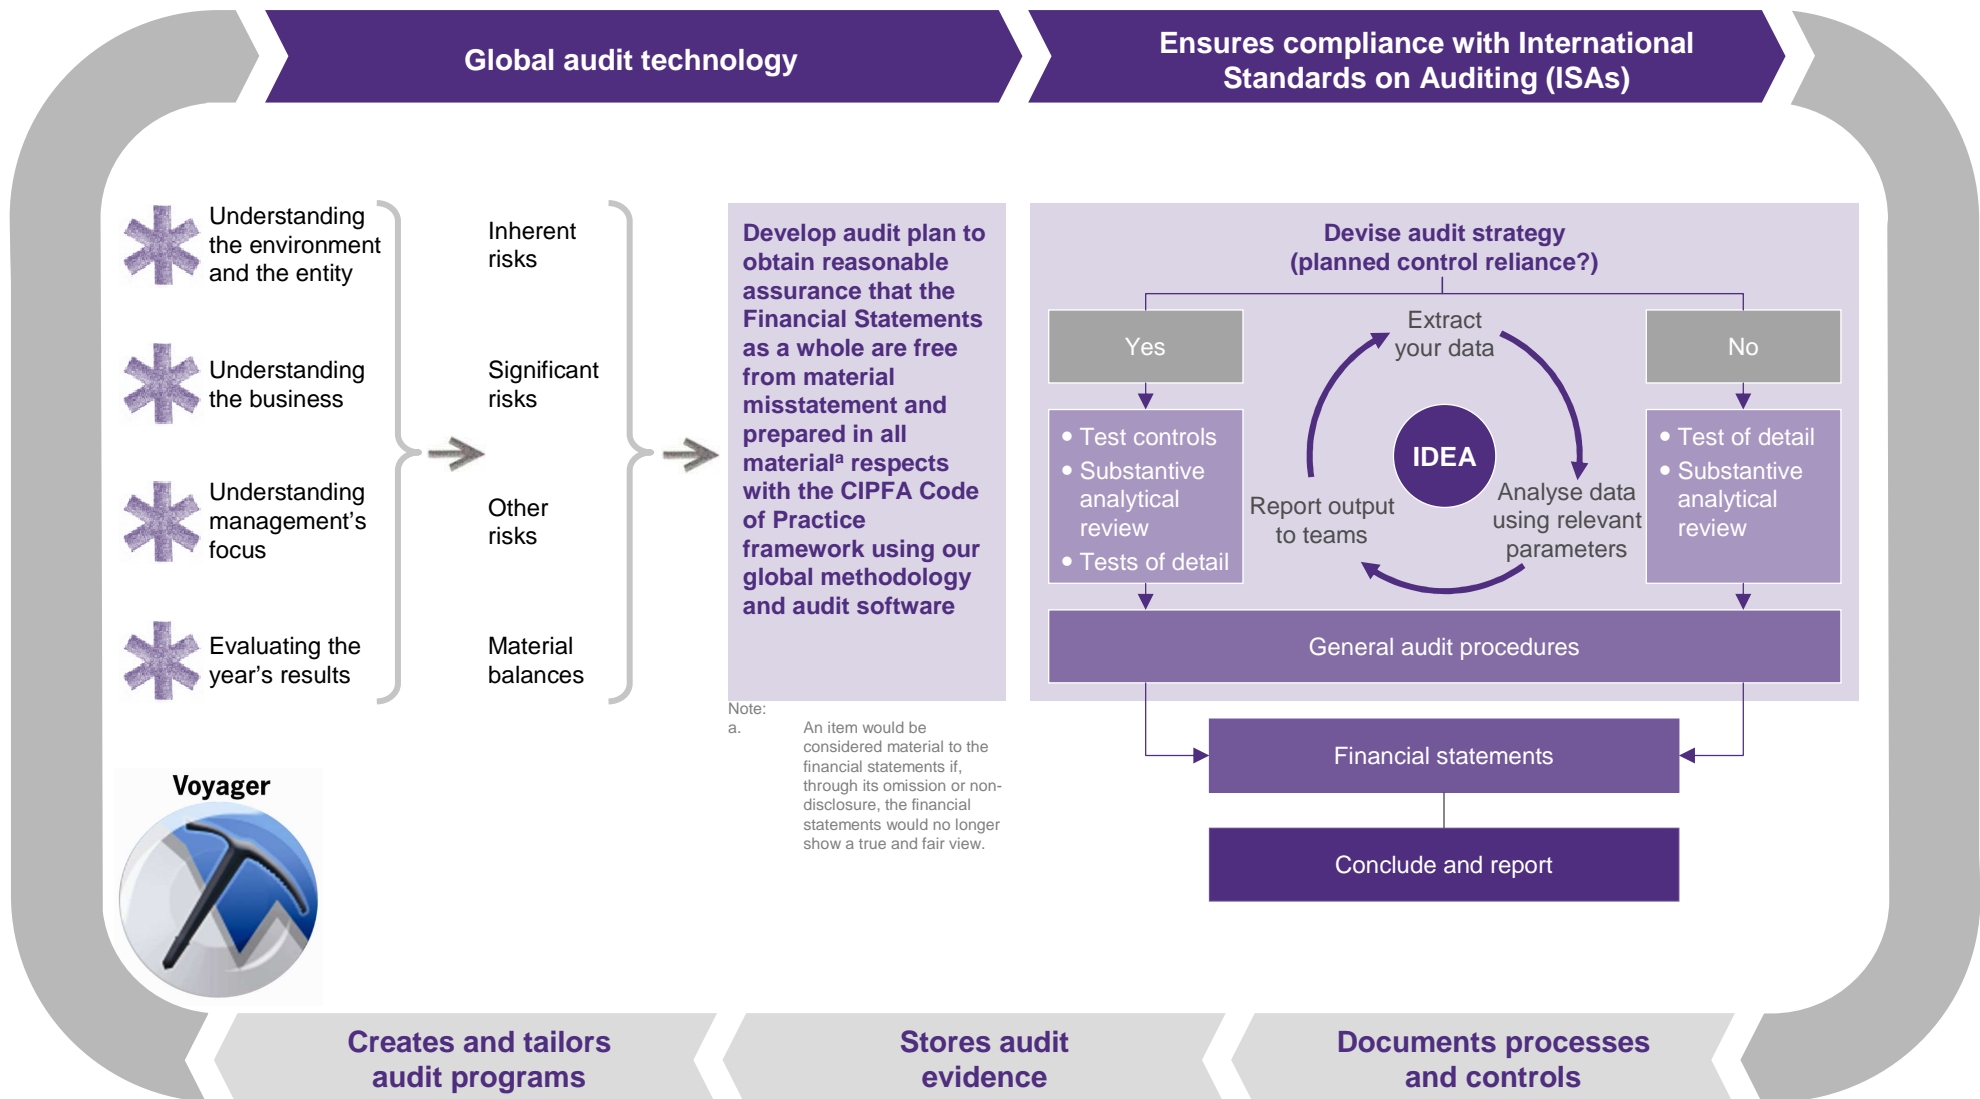 Global audit technology
Ensures compliance with International
Standards on Auditing (ISAs)
Understanding
the environment
and the entity
Understanding
the business
Understanding
management’s
focus
Evaluating the
year’s results
Inherent
risks
Significant
risks
Other
risks
Material
balances
Develop audit plan to
obtain reasonable
assurance that the
Financial Statements
as a whole are free
from material
misstatement and
prepared in all
materialᵃ respects
with the CIPFA Code
of Practice
framework using our
global methodology
and audit software
Note:
a. An item would be
considered material to the
financial statements if,
through its omission or non-
disclosure, the financial
statements would no longer
show a true and fair view.
Devise audit strategy
(planned control reliance?)
Yes
• Test controls
• Substantive
analytical
review
• Tests of detail
Extract
your data
IDEA
Analyse data
using relevant
parameters
Report output
to teams
No
• Test of detail
• Substantive
analytical
review
General audit procedures
Financial statements
Conclude and report
Voyager
Creates and tailors
audit programs
Stores audit
evidence
Documents processes
and controls